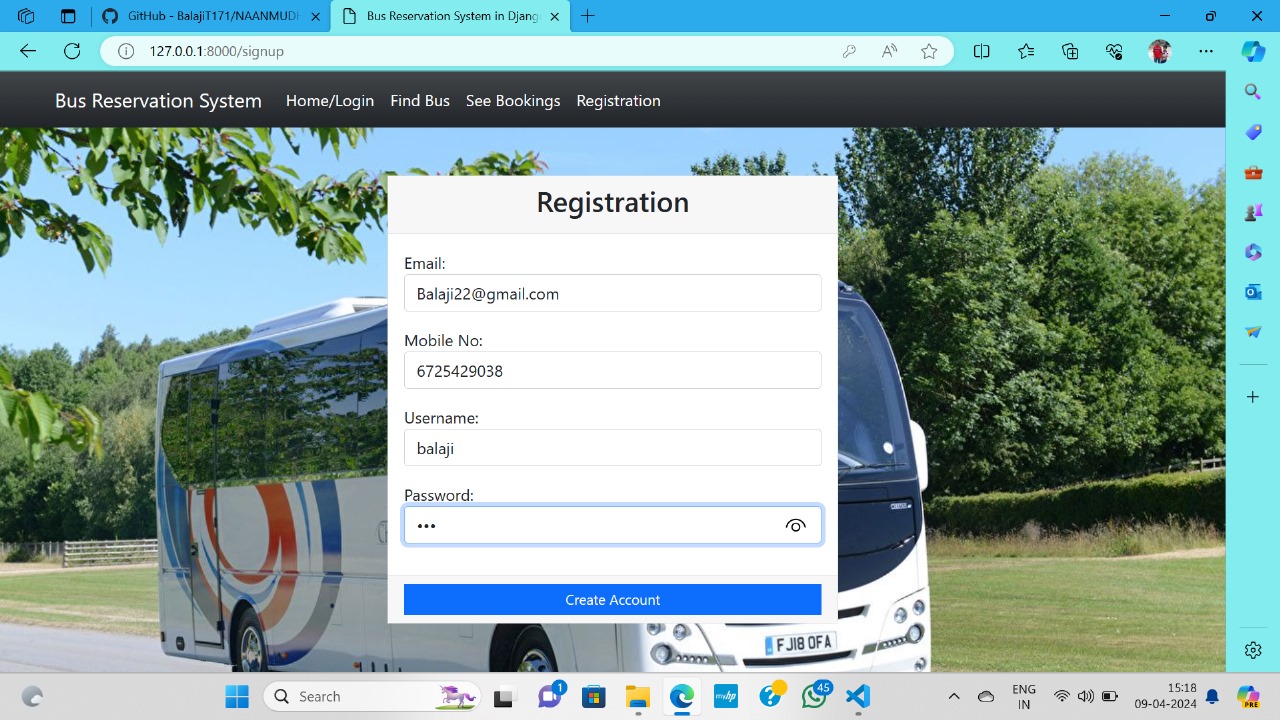 GitHub - BalajiT171/NAANMUDH
Bus Reservation System in Djang
127.0.0.1:8000/signup
Bus Reservation System
Home/Login
Find Bus
See Bookings
Registration
Registration
Email:
Balaji22@gmail.com
Mobile No:
6725429038
Username:
balaji
Password:
•••
Create Account
FJ18 OFA
Search
1
myhp
45
ENG
IN
15:18
09-04-2024
PRE